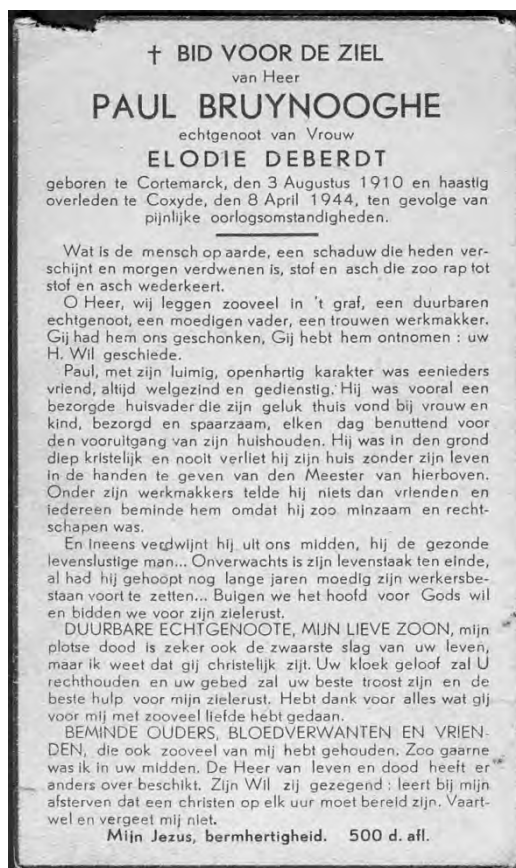 † BID VOOR DE ZIEL
van Heer
PAUL BRUYNOOGHE
echtgenoot van Vrouw
ELODIE DEBERDT
geboren te Cortemarck, den 3 Augustus 1910 en haastig
overleden te Coxyde, den 8 April 1944, ten gevolge van
pijnlijke oorlogsomstandigheden.
Wat is de mensch op aarde, een schaduw die heden ver-
schijnt en morgen verdwenen is, stof en asch die zoo rap tot
stof en asch wederkeert.
O Heer, wij leggen zooveel in 't graf, een duurbaren
echtgenoot, een moedigen vader, een trouwen werkmakker.
Gij had hem ons geschonken, Gij hebt hem ontnomen : uw
H. Wil geschiede.
Paul, met zijn luimig, openhartig karakter was eenieders
vriend, altijd welgezind en gedienstig. Hij was vooral een
bezorgde huisvader die zijn geluk thuis vond bij vrouw en
kind, bezorgd en spaarzaam, elken dag benuttend voor
den vooruitgang van zijn huishouden. Hij was in den grond
diep kristelijk en nooit verliet hij zijn huis zonder zijn leven
in de handen te geven van den Meester van hierboven.
Onder zijn werkmakkers telde hij niets dan vrienden en
iedereen beminde hem omdat hij zoo minzaam en recht-
schapen was.
En ineens verdwijnt hij uit ons midden, hij de gezonde
levenslustige man... Onverwachts is zijn levenstaak ten einde,
al had hij gehoopt nog lange jaren moedig zijn werkersbe-
staan voort te zetten... Buigen we het hoofd voor Gods wil
en bidden we voor zijn zielerust.
DUURBARE ECHTGENOOTE, MIJN LIEVE ZOON, mijn
plotse dood is zeker ook de zwaarste slag van uw leven,
maar ik weet dat gij christelijk zijt. Uw kloek geloof zal U
rechthouden en uw gebed zal uw beste troost zijn en de
beste hulp voor mijn zielerust. Hebt dank voor alles wat gij
voor mij met zooveel liefde hebt gedaan.
BEMINDE OUDERS, BLOEDVERWANTEN EN VRIEN-
DEN, die ook zooveel van mij hebt gehouden. Zoo gaarne
was ik in uw midden. De Heer van leven en dood heeft er
anders over beschikt. Zijn Wil zij gezegend : leert bij mijn
afsterven dat een christen op elk uur moet bereid zijn. Vaart-
wel en vergeet mij niet.
Mijn Jezus, bermhertigheid. 500 d. afl.